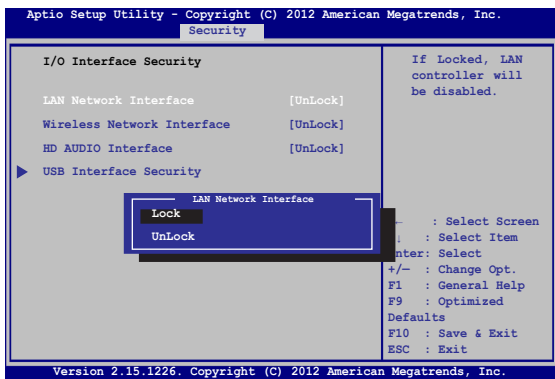 Aptio Setup Utility - Copyright (C) 2012 American Megatrends, Inc.
Security
I/O Interface Security
LAN Network Interface [UnLock]
Wireless Network Interface [UnLock]
HD AUDIO Interface [UnLock]
USB Interface Security
If Locked, LAN
controller will
be disabled.
LAN Network Interface
Lock
UnLock
← : Select Screen
↓ : Select Item
nter: Select
+/— : Change Opt.
F1 : General Help
F9 : Optimized
Defaults
F10 : Save & Exit
ESC : Exit
Version 2.15.1226. Copyright (C) 2012 American Megatrends, Inc.